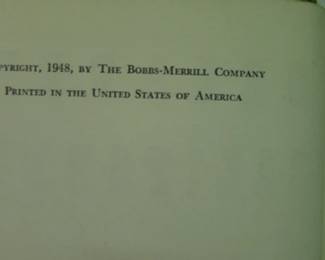 PYRIGHT, 1948, BY THE BOBBS-MERRILL COMPANY
PRINTED IN THE UNITED STATES OF AMERICA